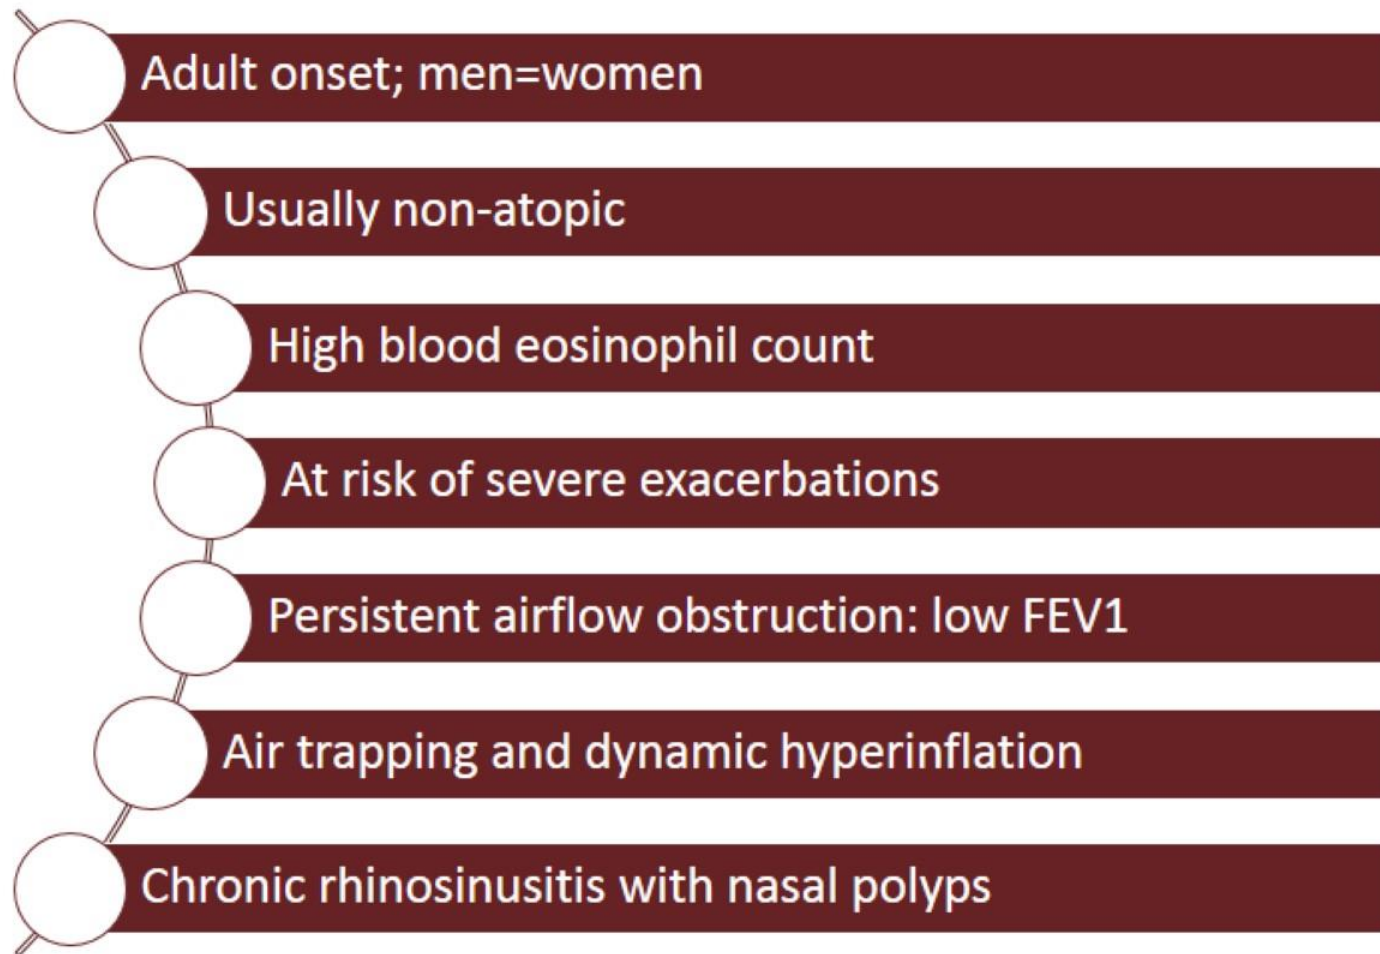 Adult onset; men=women
Usually non-atopic
High blood eosinophil count
At risk of severe exacerbations
Persistent airflow obstruction: low FEV1
Air trapping and dynamic hyperinflation
Chronic rhinosinusitis with nasal polyps